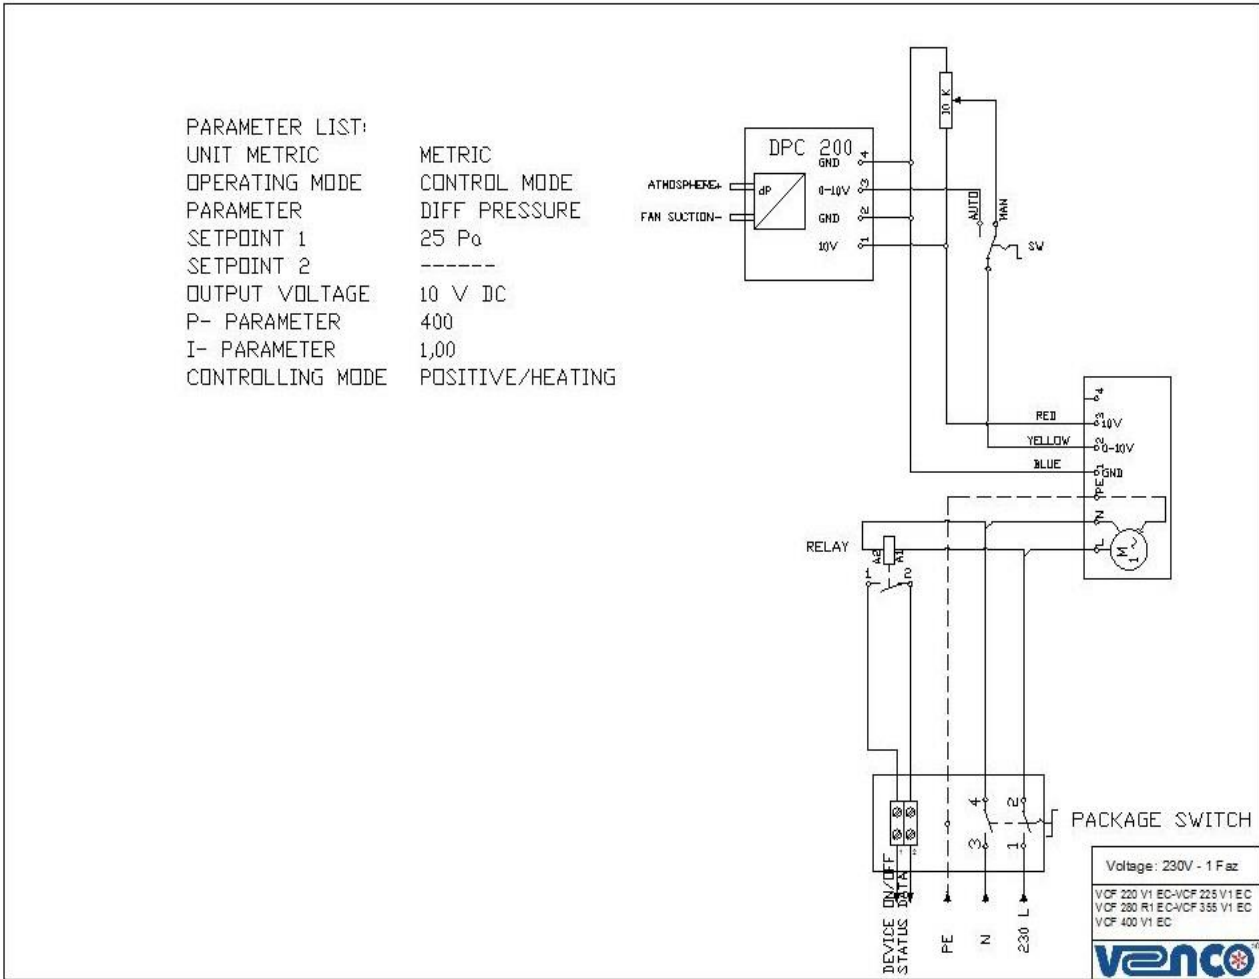 PARAMETER LIST:
UNIT METRIC METRIC
OPERATING MODE CONTROL MODE
PARAMETER DIFF PRESSURE
SETPOINT 1 25 Pa
SETPOINT 2 ------
OUTPUT VOLTAGE 10 V DC
P- PARAMETER 400
I- PARAMETER 1,00
CONTROLLING MODE POSITIVE/HEATING
10 K
DPC 200
GND 4
0-10V 3
GND 2
10V 1
dP
ATMOSPHERE+
FAN SUCTION-
AUTO
MAN
SW
4
RED 3 10V
YELLOW 2 0-10V
BLUE 1 GND
PE
N
L
M
1~
RELAY
A2 A1
1 2
4 2
3 1
1 2
PACKAGE SWITCH
DEVICE ON/OFF
STATUS DATA
PE
N
230 L
Voltage: 230V - 1 Faz
VCF 220 V1 EC-VCF 225 V1 EC
VCF 280 R1 EC-VCF 355 V1 EC
VCF 400 V1 EC
venco